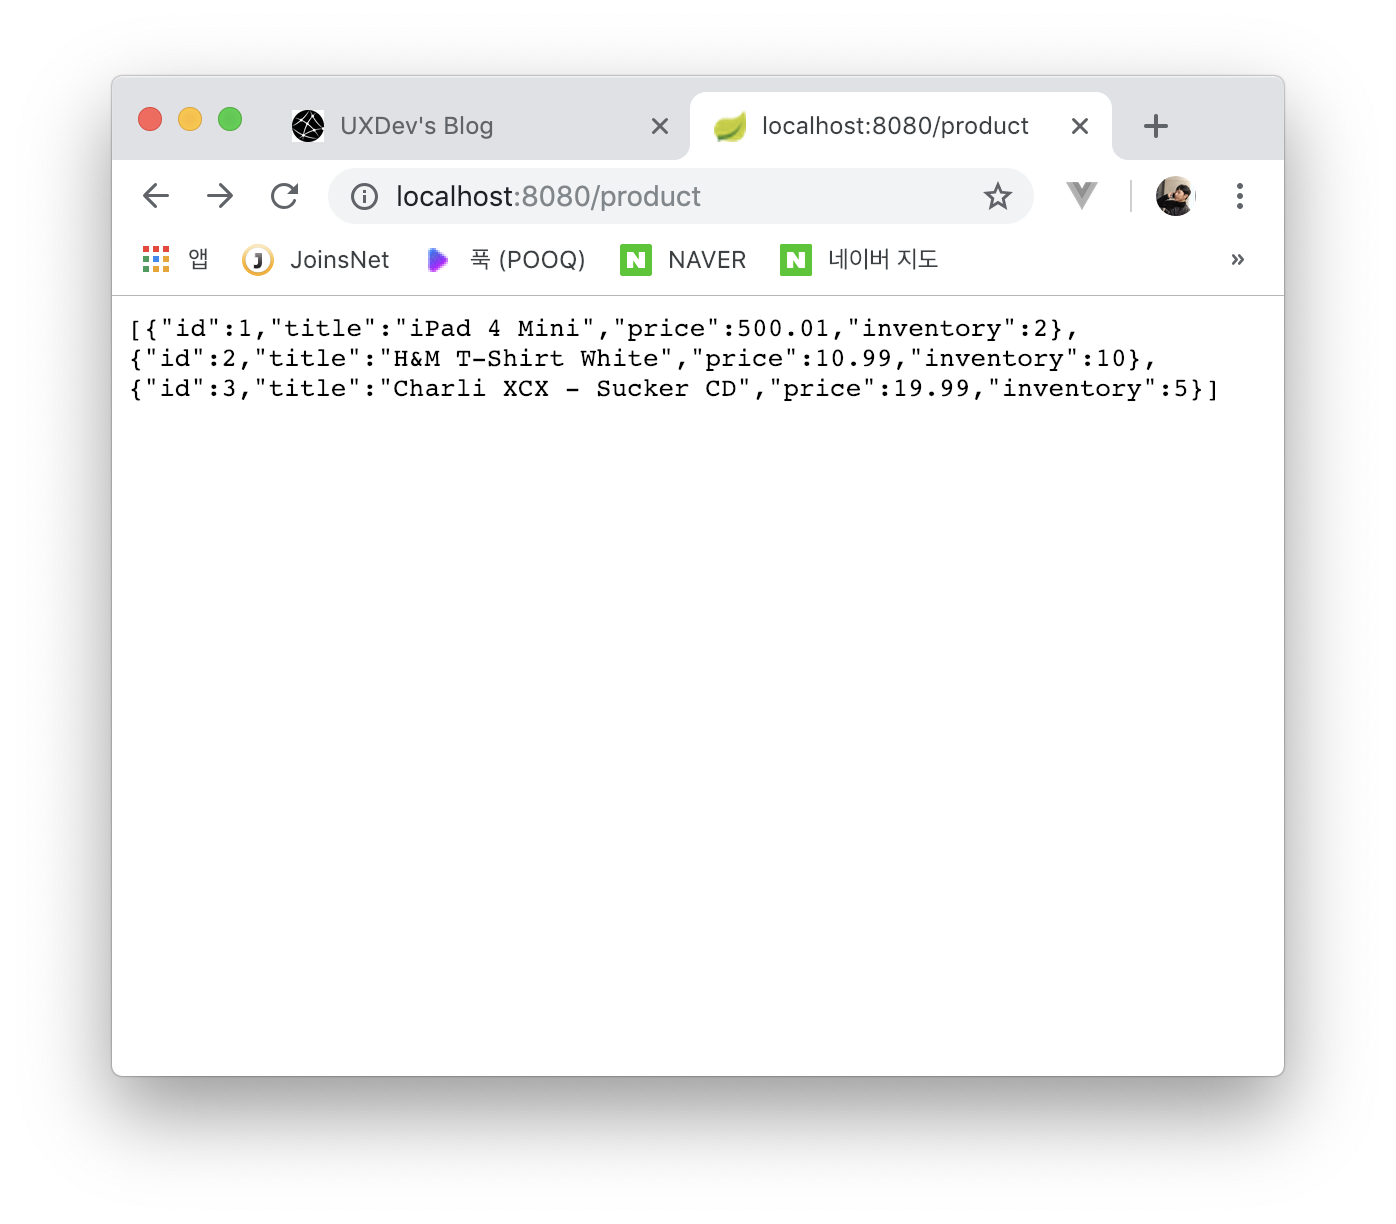 UXDev's Blog
localhost:8080/product
localhost:8080/product
앱 JoinsNet 푹 (POOQ) N NAVER N 네이버 지도 »
[{"id":1,"title":"iPad 4 Mini","price":500.01,"inventory":2},
{"id":2,"title":"H&M T-Shirt White","price":10.99,"inventory":10},
{"id":3,"title":"Charli XCX - Sucker CD","price":19.99,"inventory":5}]